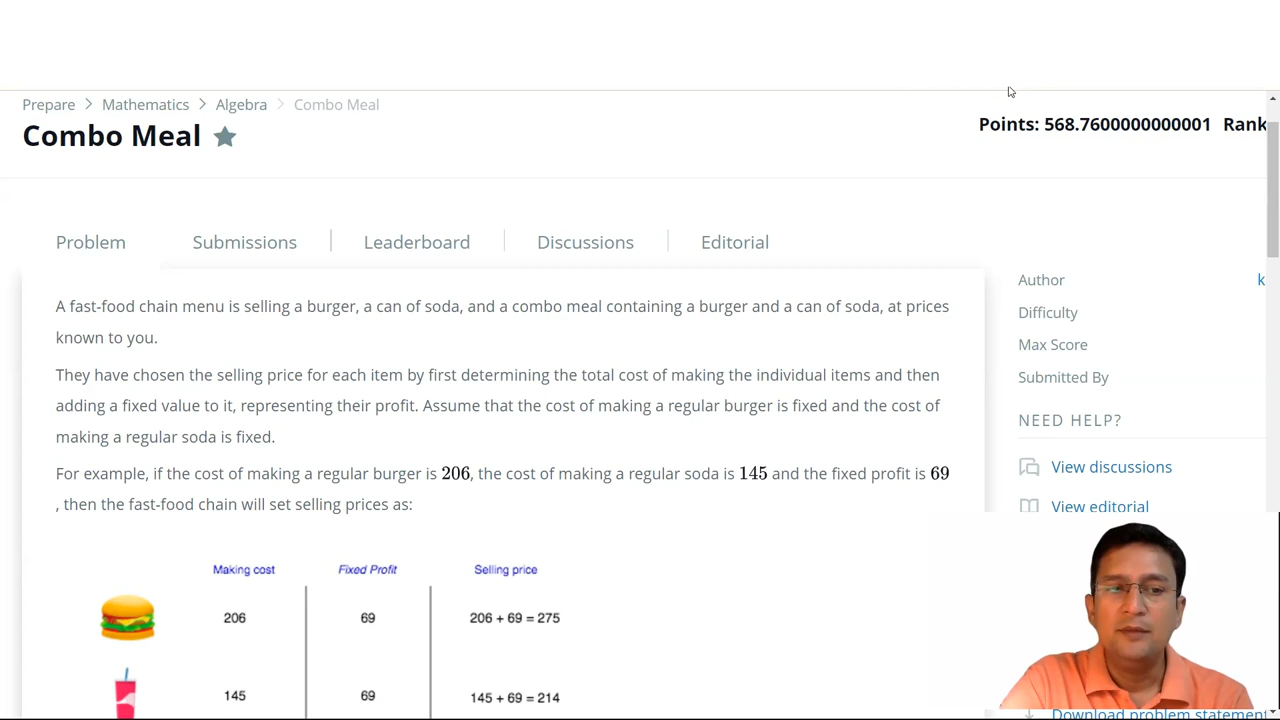 Prepare > Mathematics > Algebra > Combo Meal
Combo Meal
Points: 568.7600000000001 Rank
Problem
Submissions
Leaderboard
Discussions
Editorial
A fast-food chain menu is selling a burger, a can of soda, and a combo meal containing a burger and a can of soda, at prices
known to you.
They have chosen the selling price for each item by first determining the total cost of making the individual items and then
adding a fixed value to it, representing their profit. Assume that the cost of making a regular burger is fixed and the cost of
making a regular soda is fixed.
For example, if the cost of making a regular burger is 206, the cost of making a regular soda is 145 and the fixed profit is 69
, then the fast-food chain will set selling prices as:
Making cost Fixed Profit Selling price
206 69 206 + 69 = 275
145 69 145 + 69 = 214
Author k
Difficulty
Max Score
Submitted By
NEED HELP?
View discussions
View editorial
Download problem statement